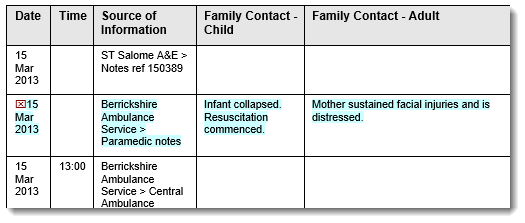 Date Time Source of Information Family Contact - Child Family Contact - Adult
15 Mar 2013 ST Salome A&E > Notes ref 150389
15 Mar 2013 Berrickshire Ambulance Service > Paramedic notes Infant collapsed. Resuscitation commenced. Mother sustained facial injuries and is distressed.
15 Mar 2013 13:00 Berrickshire Ambulance Service > Central Ambulance